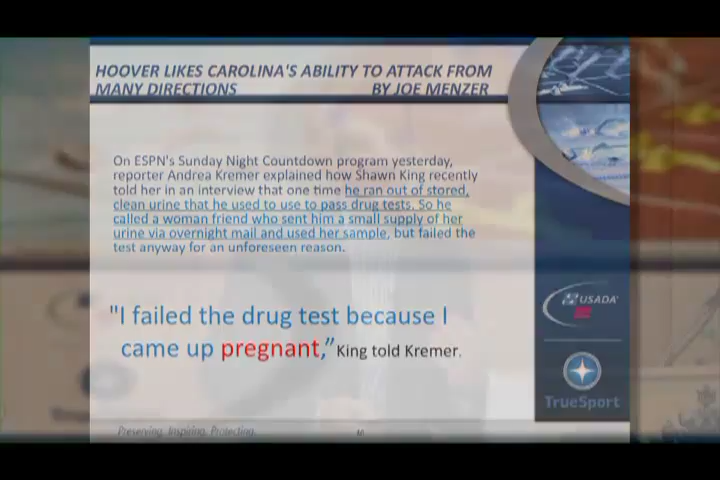 HOOVER LIKES CAROLINA'S ABILITY TO ATTACK FROM
MANY DIRECTIONS BY JOE MENZER
On ESPN's Sunday Night Countdown program yesterday,
reporter Andrea Kremer explained how Shawn King recently
told her in an interview that one time he ran out of stored,
clean urine that he used to use to pass drug tests. So he
called a woman friend who sent him a small supply of her
urine via overnight mail and used her sample, but failed the
test anyway for an unforeseen reason.
"I failed the drug test because I
came up pregnant,” King told Kremer.
USADA
TrueSport
Preserving. Inspiring. Protecting.